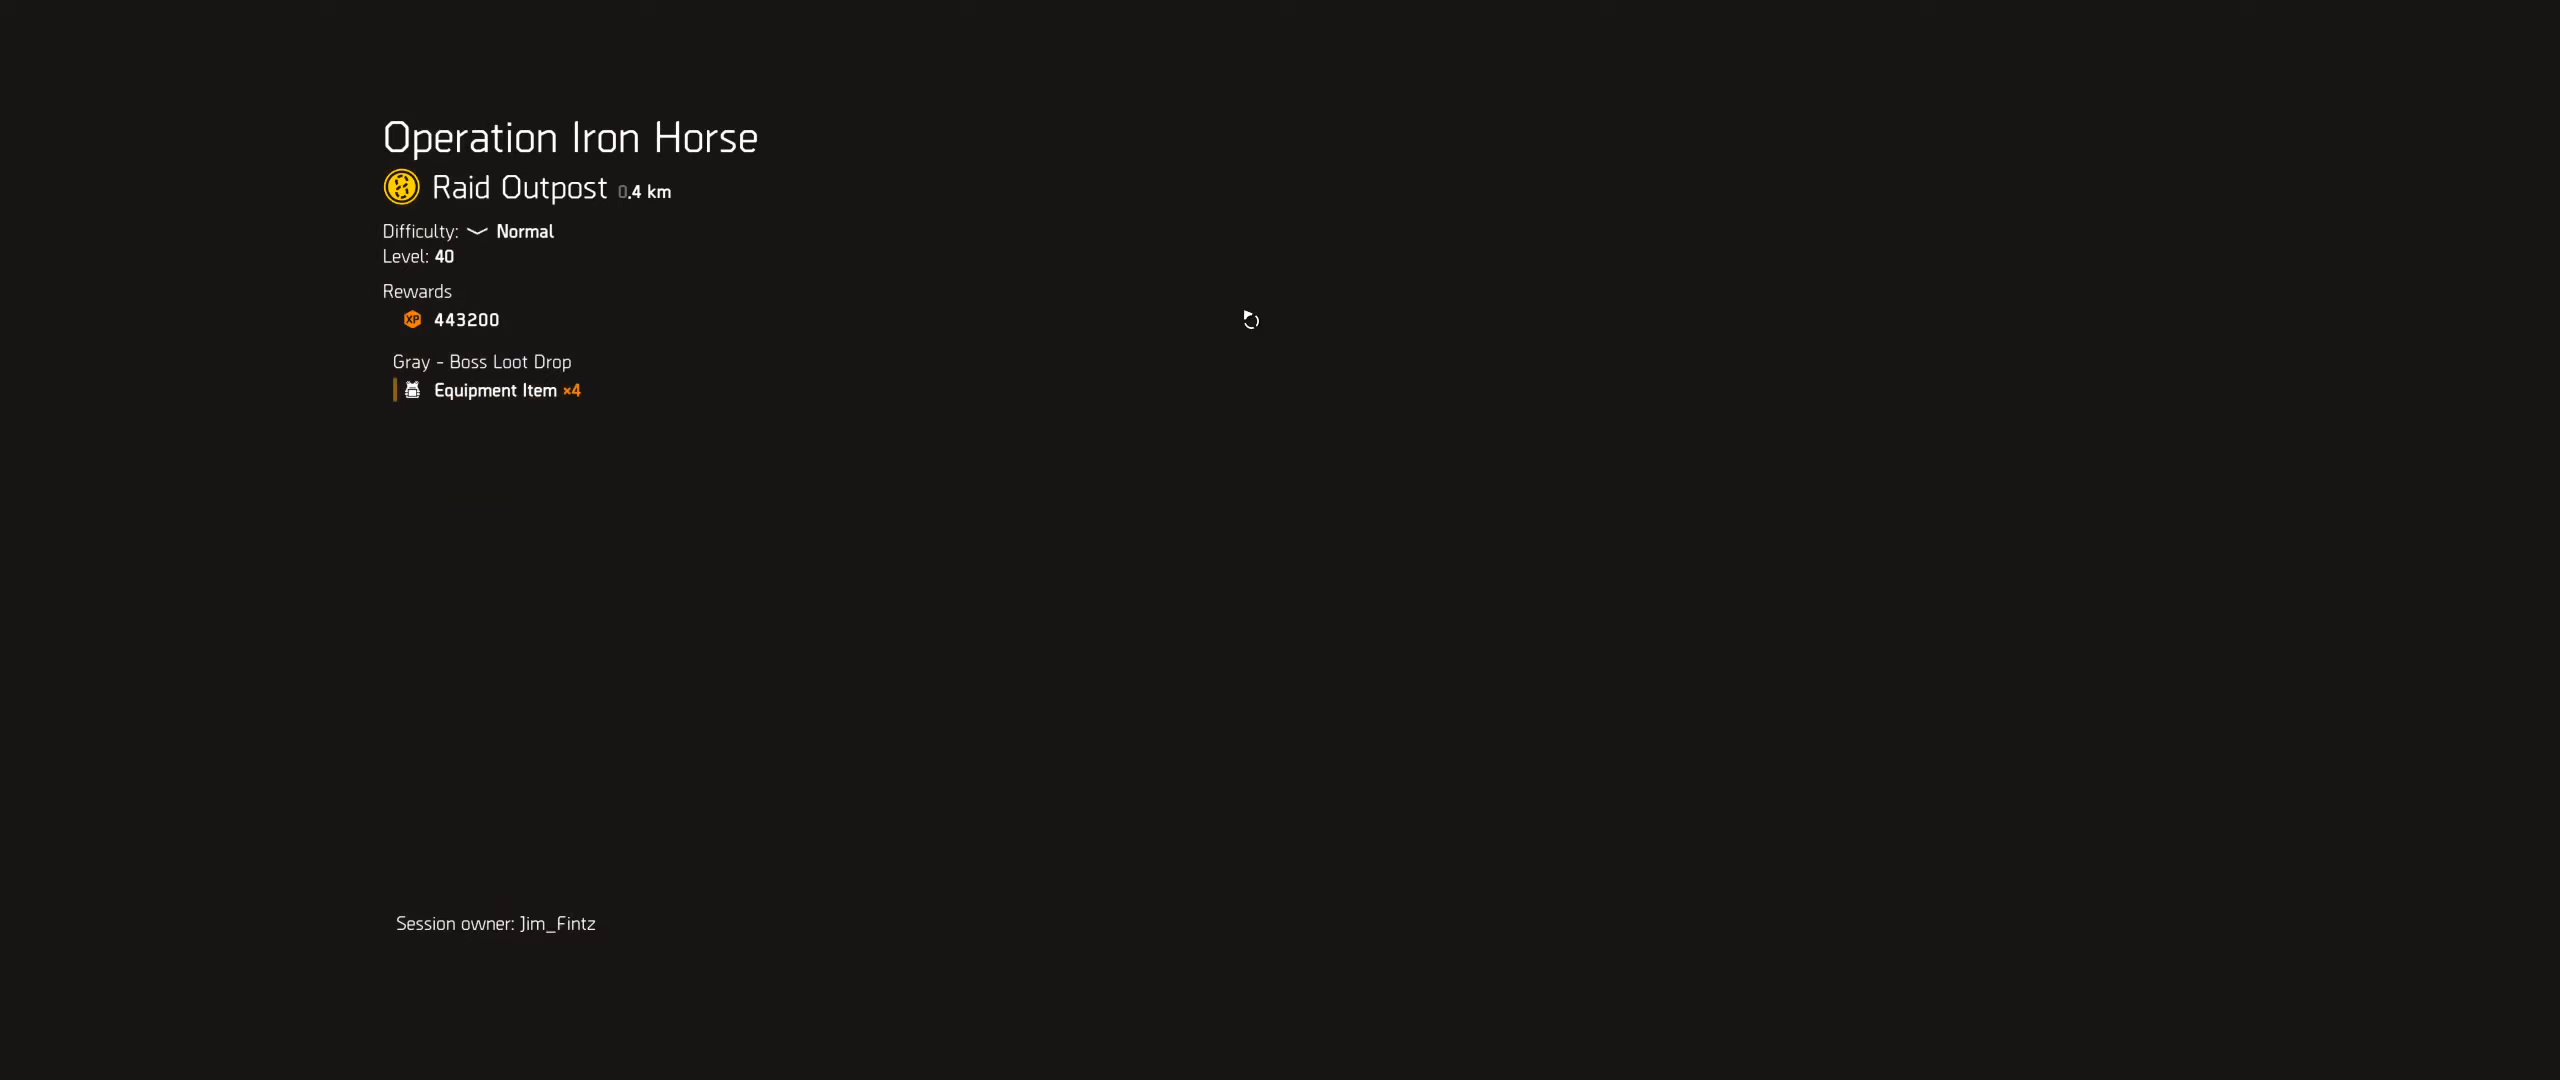 Operation Iron Horse
Raid Outpost 0.4 km
Difficulty: Normal
Level: 40
Rewards
XP 443200
Gray - Boss Loot Drop
Equipment Item ×4
Session owner: Jim_Fintz